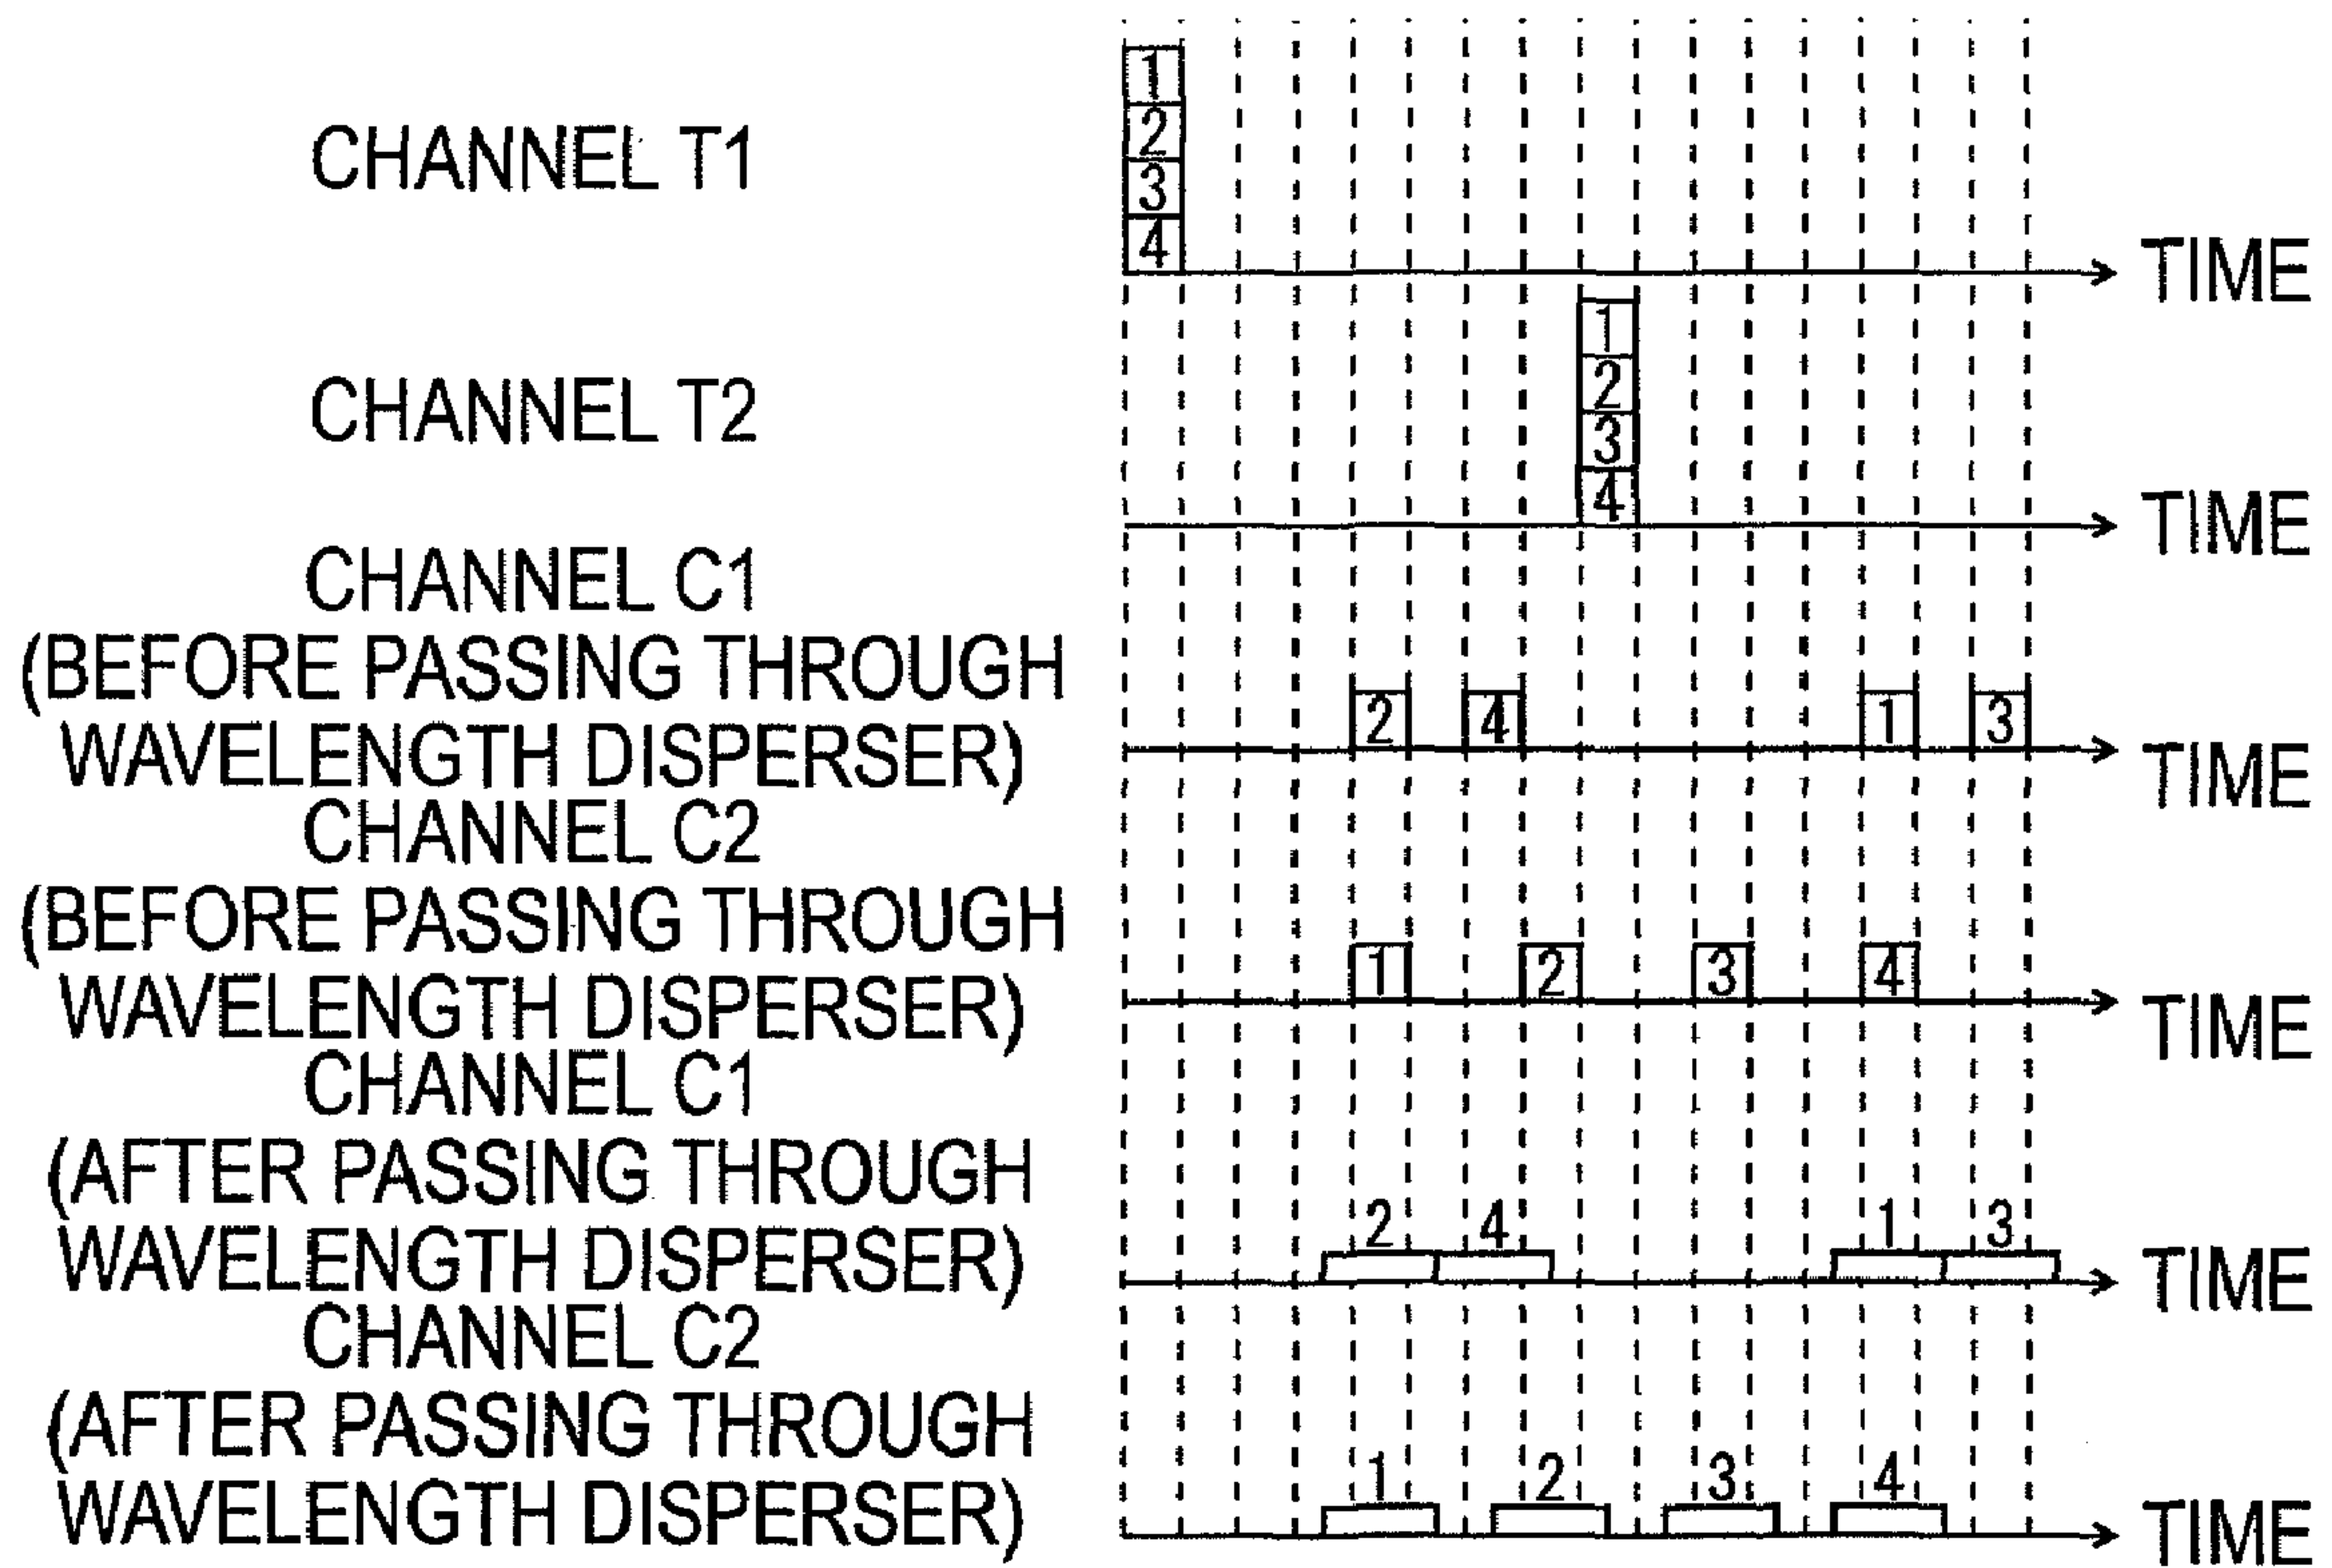 1
2
CHANNEL T1
3
4
TIME
1
2
CHANNEL T2
3
4
TIME
CHANNEL C1
(BEFORE PASSING THROUGH
WAVELENGTH DISPERSER)
2 4 1 3
TIME
CHANNEL C2
(BEFORE PASSING THROUGH
WAVELENGTH DISPERSER)
1 2 3 4
TIME
CHANNEL C1
(AFTER PASSING THROUGH
WAVELENGTH DISPERSER)
2 4 1 3
TIME
CHANNEL C2
(AFTER PASSING THROUGH
WAVELENGTH DISPERSER)
1 2 3 4
TIME